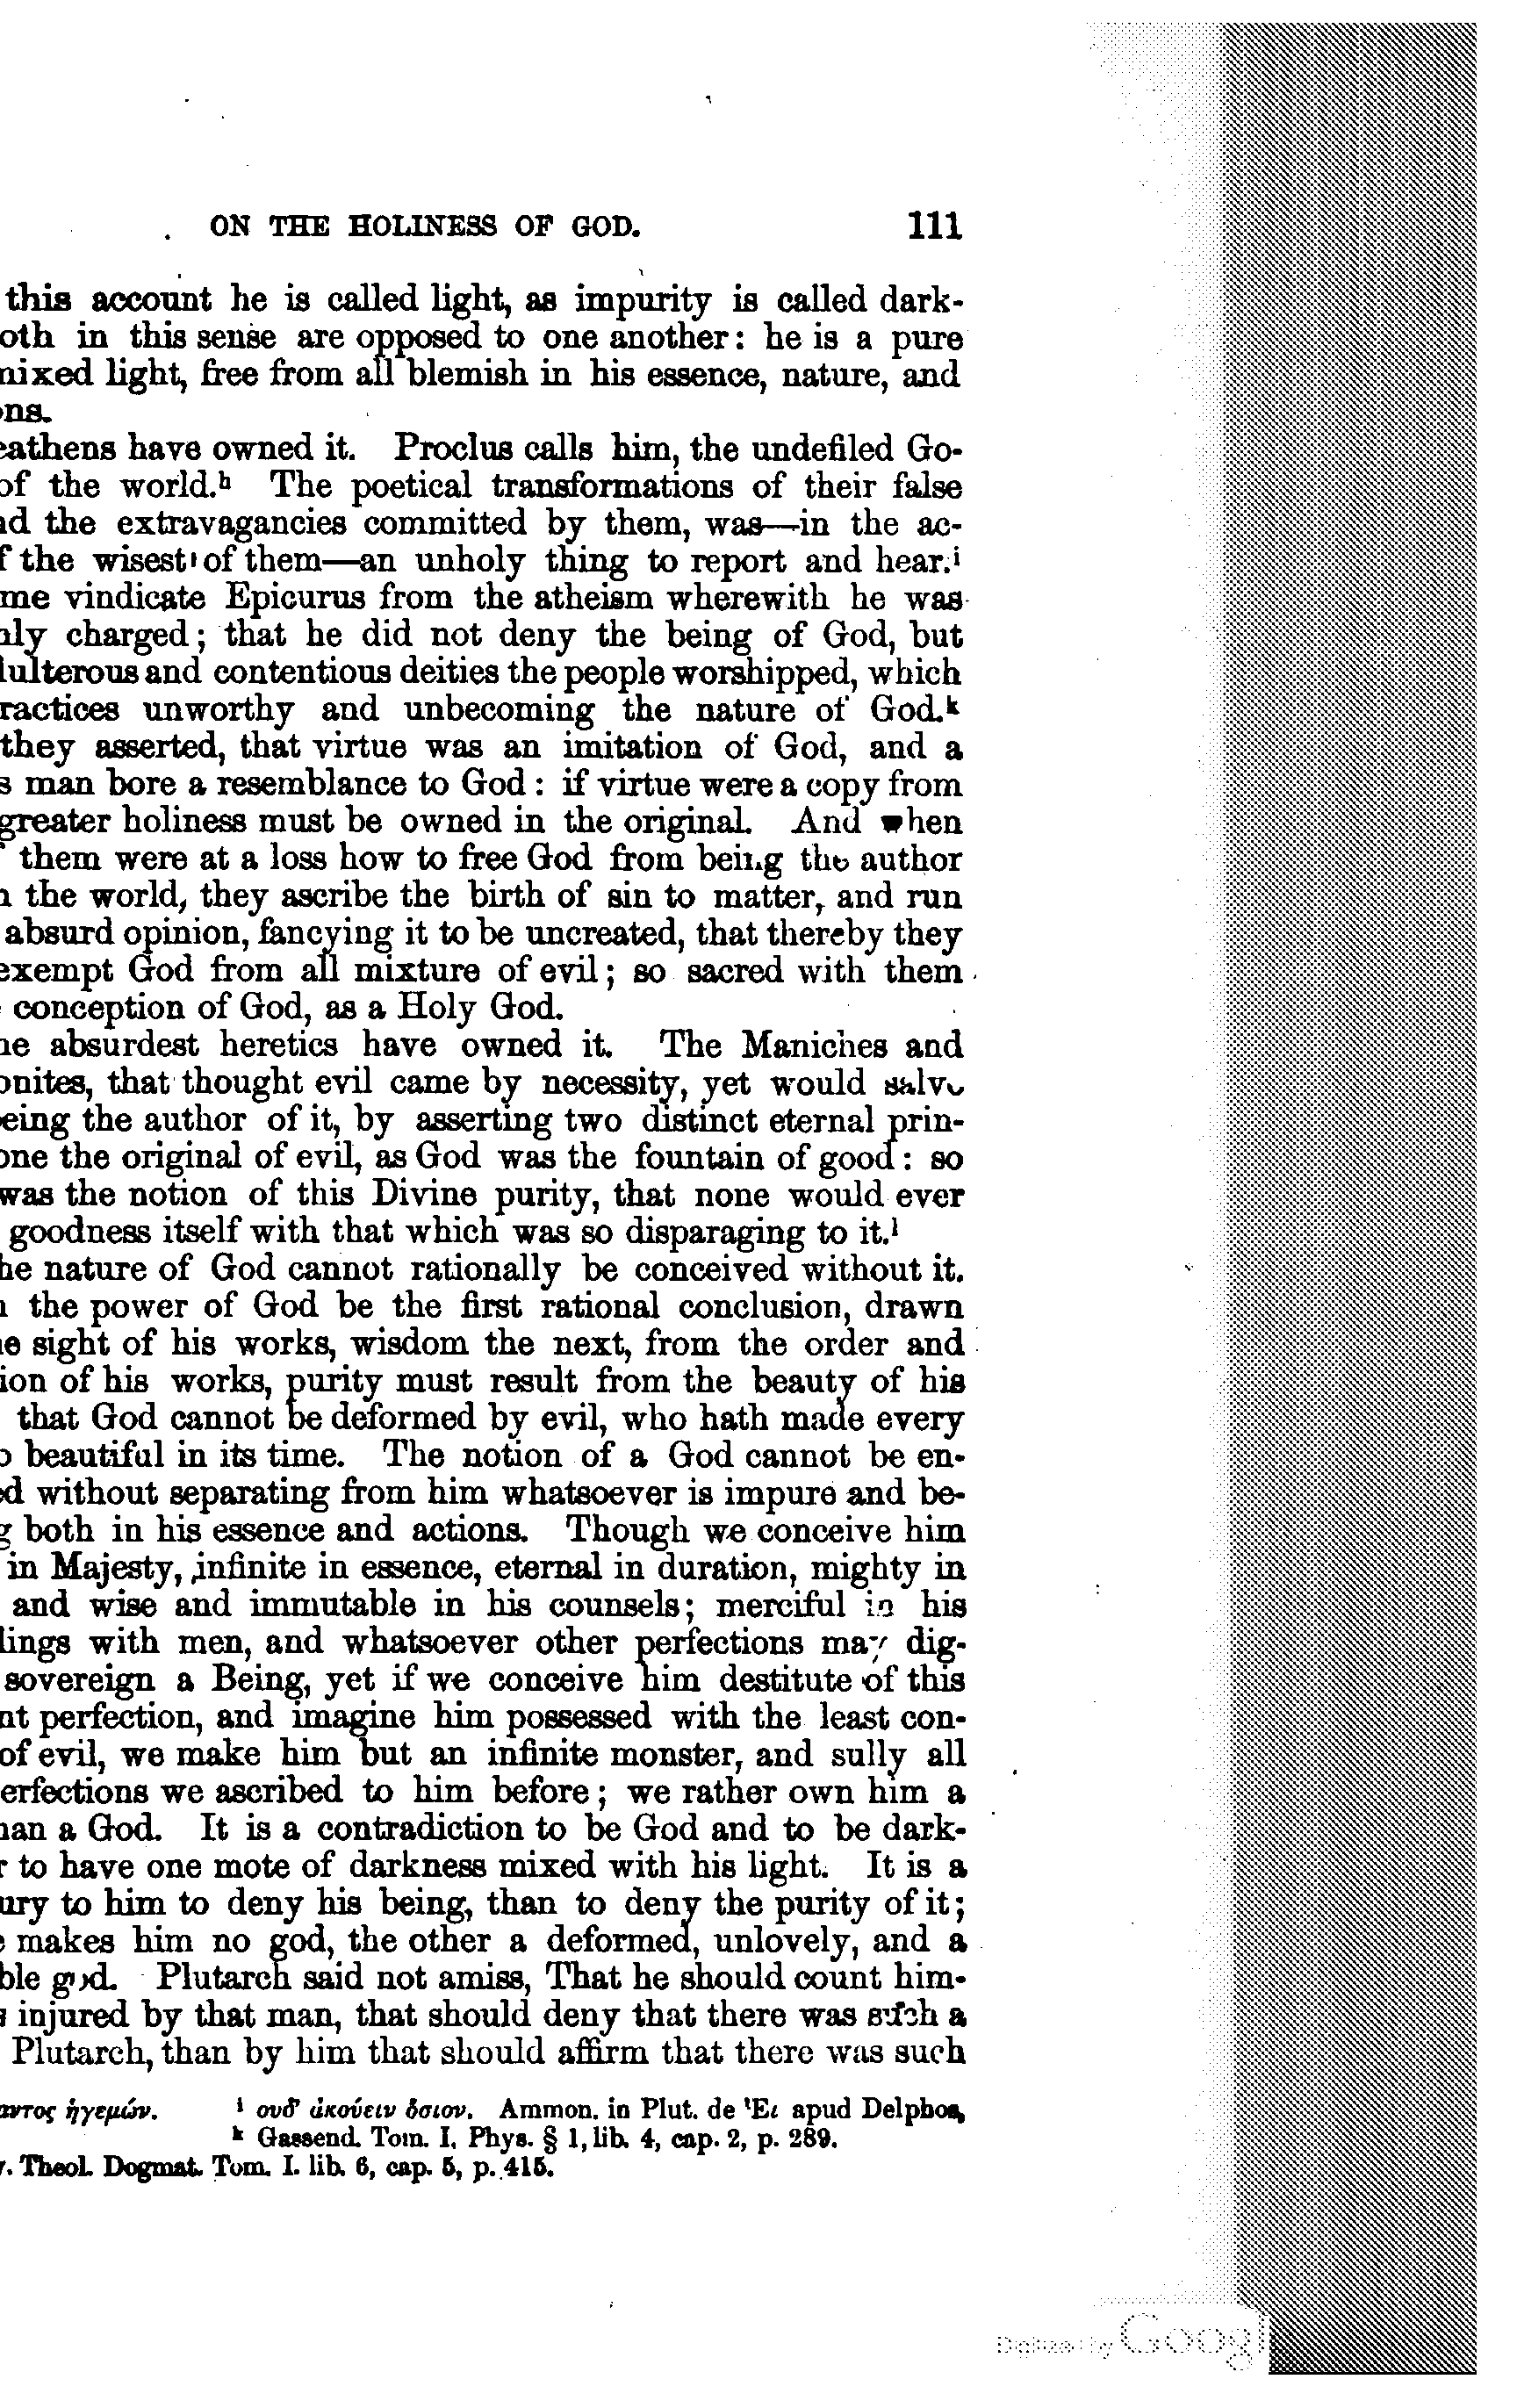 ON THE HOLINESS OF GOD. 111
this account he is called light, as impurity is called dark-
oth in this sense are opposed to one another: he is a pure
mixed light, free from all blemish in his essence, nature, and
ons.
eathens have owned it. Proclus calls him, the undefiled Go-
of the world.h The poetical transformations of their false
nd the extravagancies committed by them, was—in the ac-
f the wisest of them—an unholy thing to report and hear.i
me vindicate Epicurus from the atheism wherewith he was
nly charged; that he did not deny the being of God, but
dulterous and contentious deities the people worshipped, which
ractices unworthy and unbecoming the nature of God.k
they asserted, that virtue was an imitation of God, and a
s man bore a resemblance to God: if virtue were a copy from
greater holiness must be owned in the original. And when
f them were at a loss how to free God from being the author
n the world, they ascribe the birth of sin to matter, and run
absurd opinion, fancying it to be uncreated, that thereby they
exempt God from all mixture of evil; so sacred with them
conception of God, as a Holy God.
he absurdest heretics have owned it. The Maniches and
onites, that thought evil came by necessity, yet would salve
eing the author of it, by asserting two distinct eternal prin-
one the original of evil, as God was the fountain of good: so
was the notion of this Divine purity, that none would ever
goodness itself with that which was so disparaging to it.l
he nature of God cannot rationally be conceived without it.
h the power of God be the first rational conclusion, drawn
he sight of his works, wisdom the next, from the order and
ion of his works, purity must result from the beauty of his
that God cannot be deformed by evil, who hath made every
o beautiful in its time. The notion of a God cannot be en-
ed without separating from him whatsoever is impure and be-
g both in his essence and actions. Though we conceive him
in Majesty, infinite in essence, eternal in duration, mighty in
and wise and immutable in his counsels; merciful in his
dings with men, and whatsoever other perfections may dig-
sovereign a Being, yet if we conceive him destitute of this
nt perfection, and imagine him possessed with the least con-
of evil, we make him but an infinite monster, and sully all
erfections we ascribed to him before; we rather own him a
han a God. It is a contradiction to be God and to be dark-
r to have one mote of darkness mixed with his light. It is a
ury to him to deny his being, than to deny the purity of it;
e makes him no god, the other a deformed, unlovely, and a
ble god. Plutarch said not amiss, That he should count him-
s injured by that man, that should deny that there was such a
Plutarch, than by him that should affirm that there was such
αντος ἡγεμών. i ουδ' ἀκούειν ὅσιον. Ammon. in Plut. de 'Ει apud Delphos,
k Gassend. Tom. I. Phys. § 1, lib. 4, cap. 2, p. 289.
v. Theol. Dogmat. Tom. I. lib. 6, cap. 5, p. 415.
Digitized by Googl